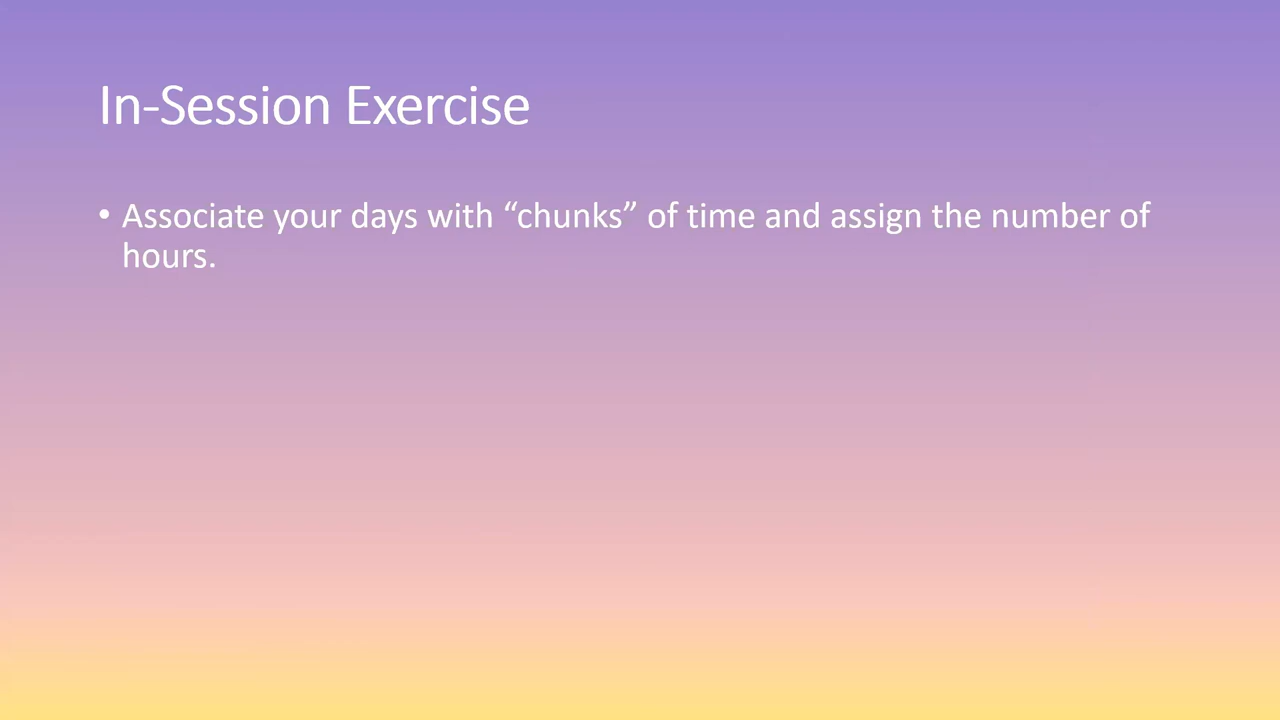 In-Session Exercise
• Associate your days with “chunks” of time and assign the number of
hours.